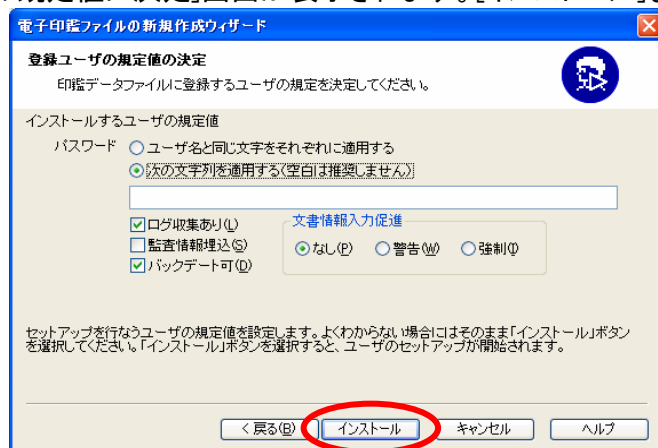 電子印鑑ファイルの新規作成ウィザード
登録ユーザの規定値の決定
印鑑データファイルに登録するユーザの規定を決定してください。
インストールするユーザの規定値
パスワード ユーザ名と同じ文字をそれぞれに適用する
次の文字列を適用する(空白は推奨しません)
ログ収集あり(L)
監査情報埋込(S)
バックデート可(D)
文書情報入力促進
なし(P) 警告(W) 強制(I)
セットアップを行なうユーザの規定値を設定します。よくわからない場合にはそのまま「インストール」ボタン
を選択してください。「インストール」ボタンを選択すると、ユーザのセットアップが開始されます。
< 戻る(B) インストール キャンセル ヘルプ